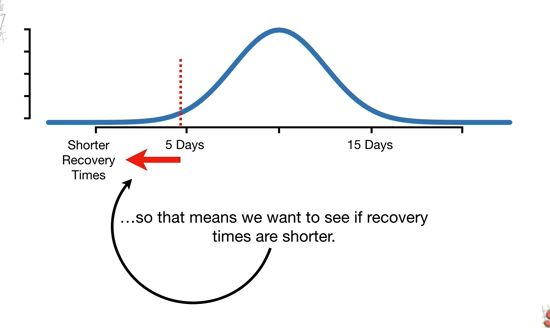 Shorter
Recovery
Times
5 Days
15 Days
…so that means we want to see if recovery
times are shorter.